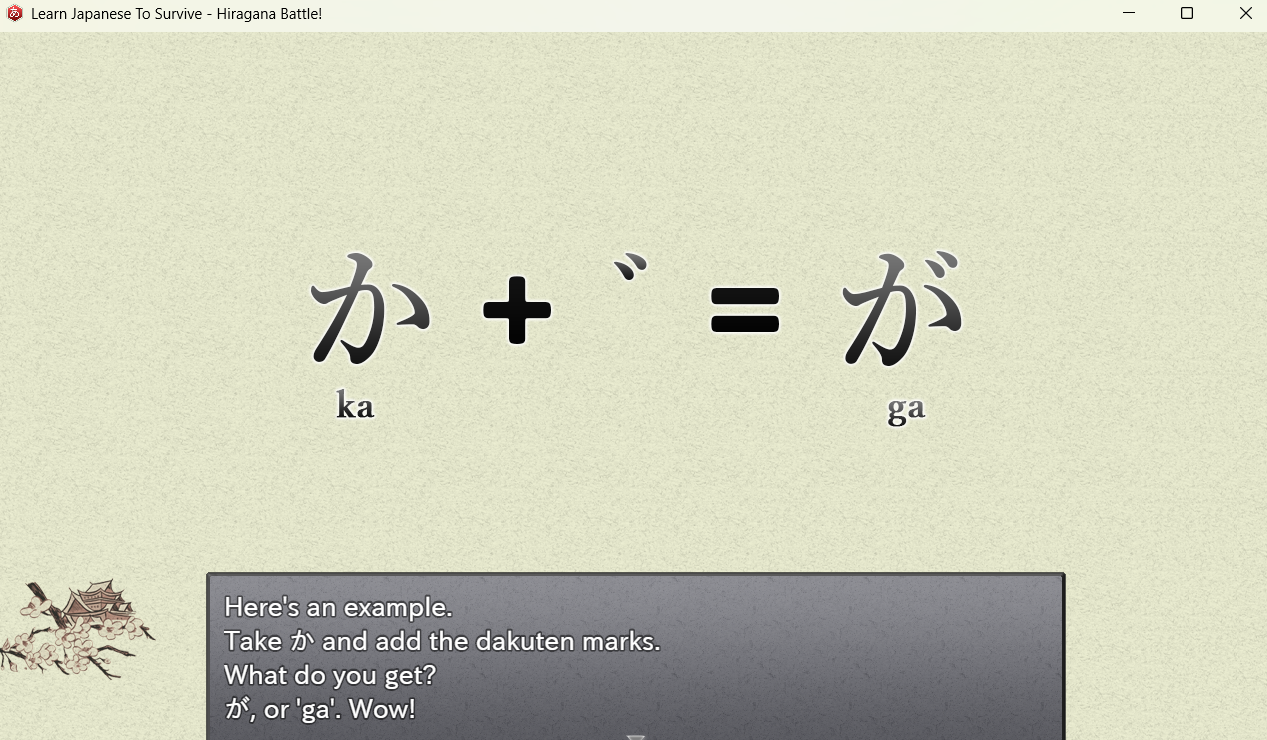 Learn Japanese To Survive - Hiragana Battle!
か + ゛ = が
ka ga
Here's an example.
Take か and add the dakuten marks.
What do you get?
が, or 'ga'. Wow!